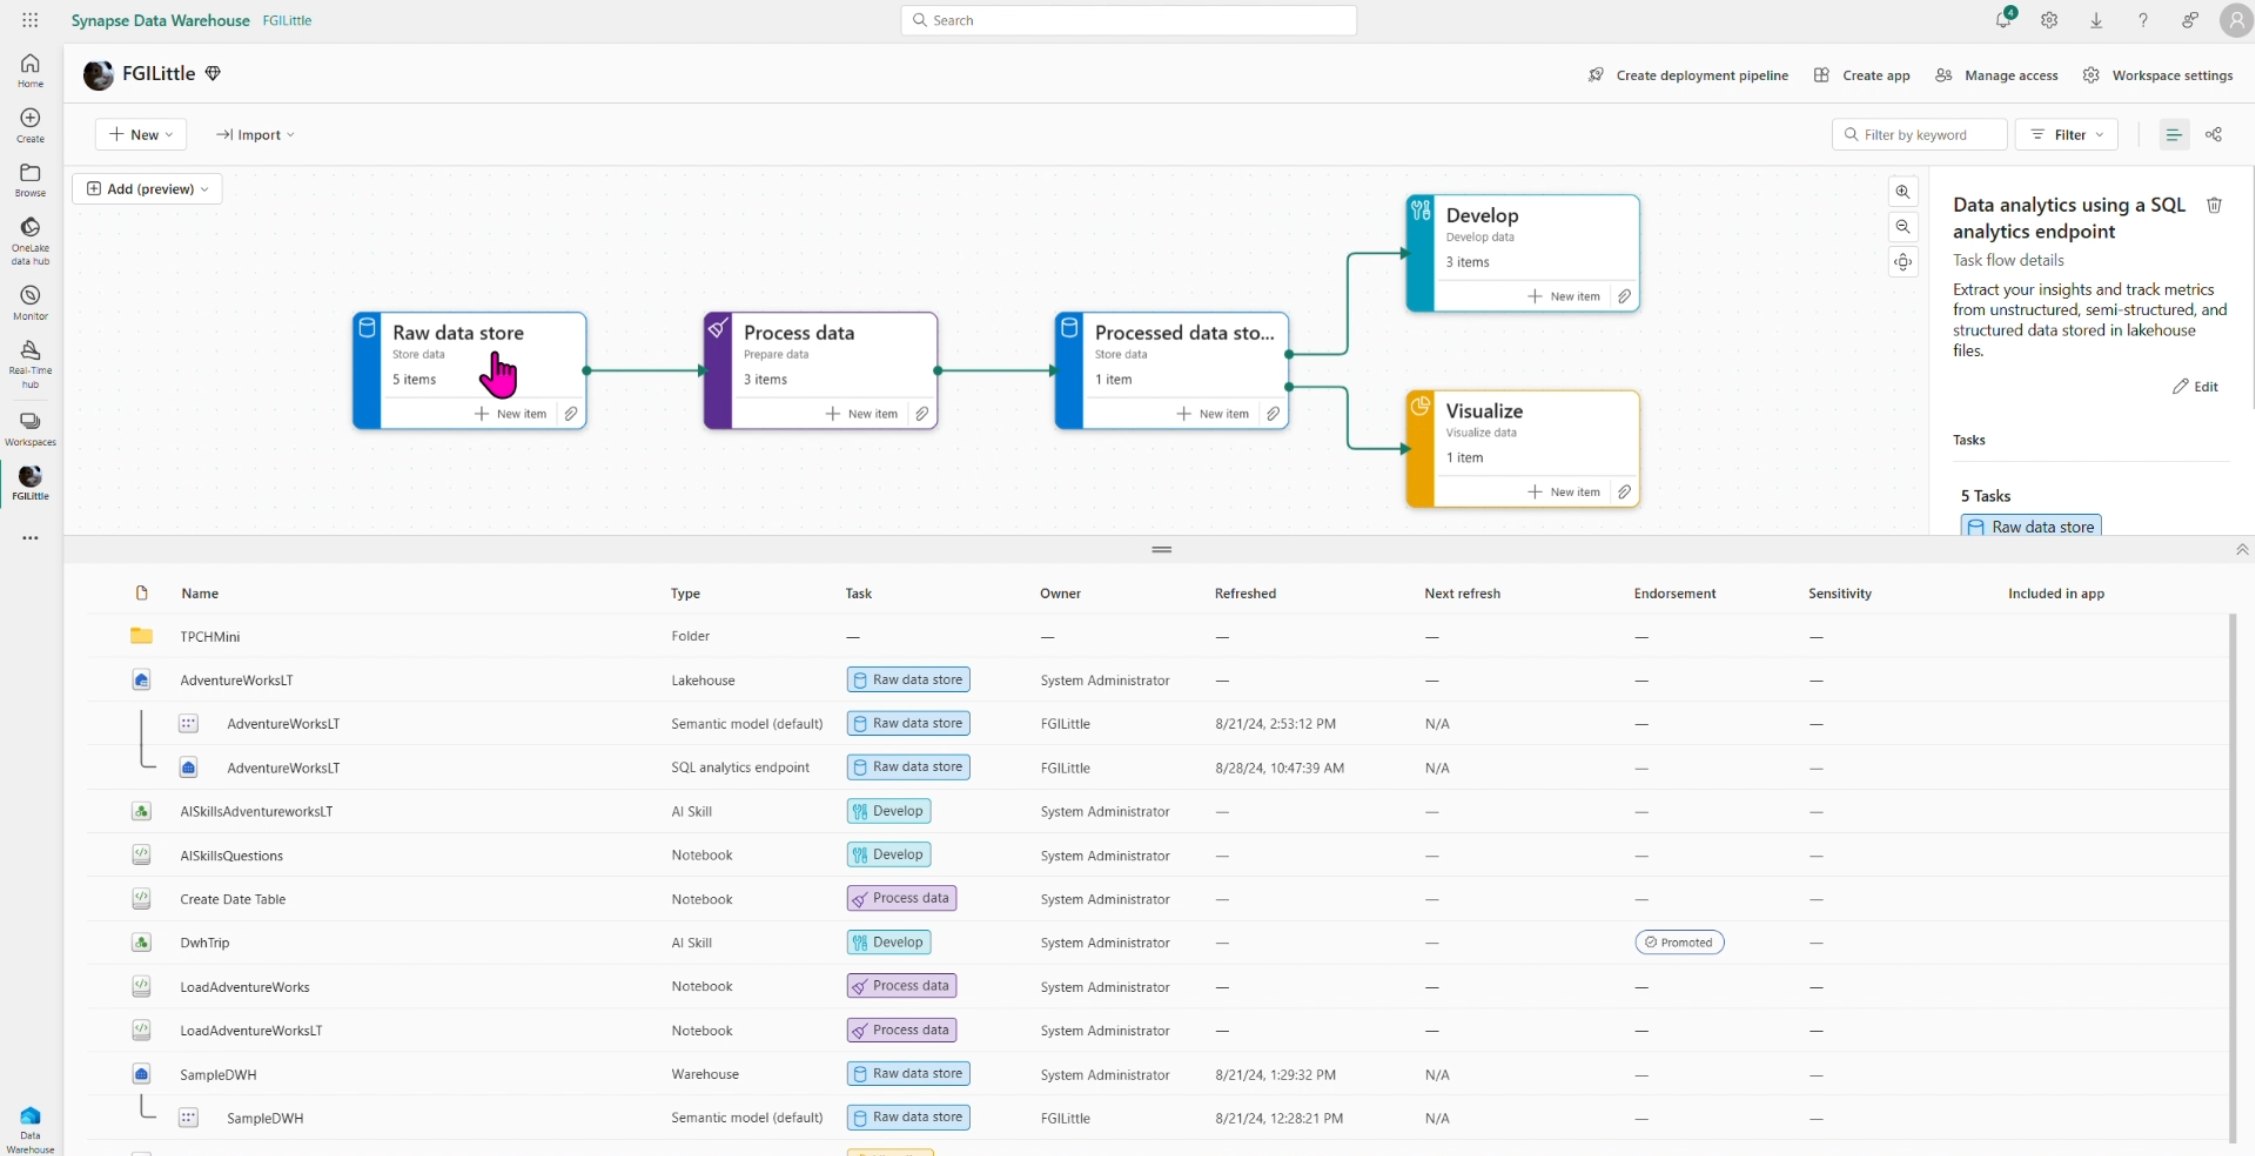 Synapse Data Warehouse FGILittle
Search
4
Home
Create
Browse
OneLake
data hub
Monitor
Real-Time
hub
Workspaces
FGILittle
Data
Warehouse
FGILittle
Create deployment pipeline
Create app
Manage access
Workspace settings
New
Import
Filter by keyword
Filter
Add (preview)
Raw data store
Store data
5 items
New item
Process data
Prepare data
3 items
New item
Processed data sto...
Store data
1 item
New item
Develop
Develop data
3 items
New item
Visualize
Visualize data
1 item
New item
Data analytics using a SQL
analytics endpoint
Task flow details
Extract your insights and track metrics
from unstructured, semi-structured, and
structured data stored in lakehouse
files.
Edit
Tasks
5 Tasks
Raw data store
Name Type Task Owner Refreshed Next refresh Endorsement Sensitivity Included in app
TPCHMini Folder — — — — — —
AdventureWorksLT Lakehouse Raw data store System Administrator — — — —
AdventureWorksLT Semantic model (default) Raw data store FGILittle 8/21/24, 2:53:12 PM N/A — —
AdventureWorksLT SQL analytics endpoint Raw data store FGILittle 8/28/24, 10:47:39 AM N/A — —
AISkillsAdventureworksLT AI Skill Develop System Administrator — — — —
AISkillsQuestions Notebook Develop System Administrator — — — —
Create Date Table Notebook Process data System Administrator — — — —
DwhTrip AI Skill Develop System Administrator — — Promoted —
LoadAdventureWorks Notebook Process data System Administrator — — — —
LoadAdventureWorksLT Notebook Process data System Administrator — — — —
SampleDWH Warehouse Raw data store System Administrator 8/21/24, 1:29:32 PM N/A — —
SampleDWH Semantic model (default) Raw data store FGILittle 8/21/24, 12:28:21 PM N/A — —